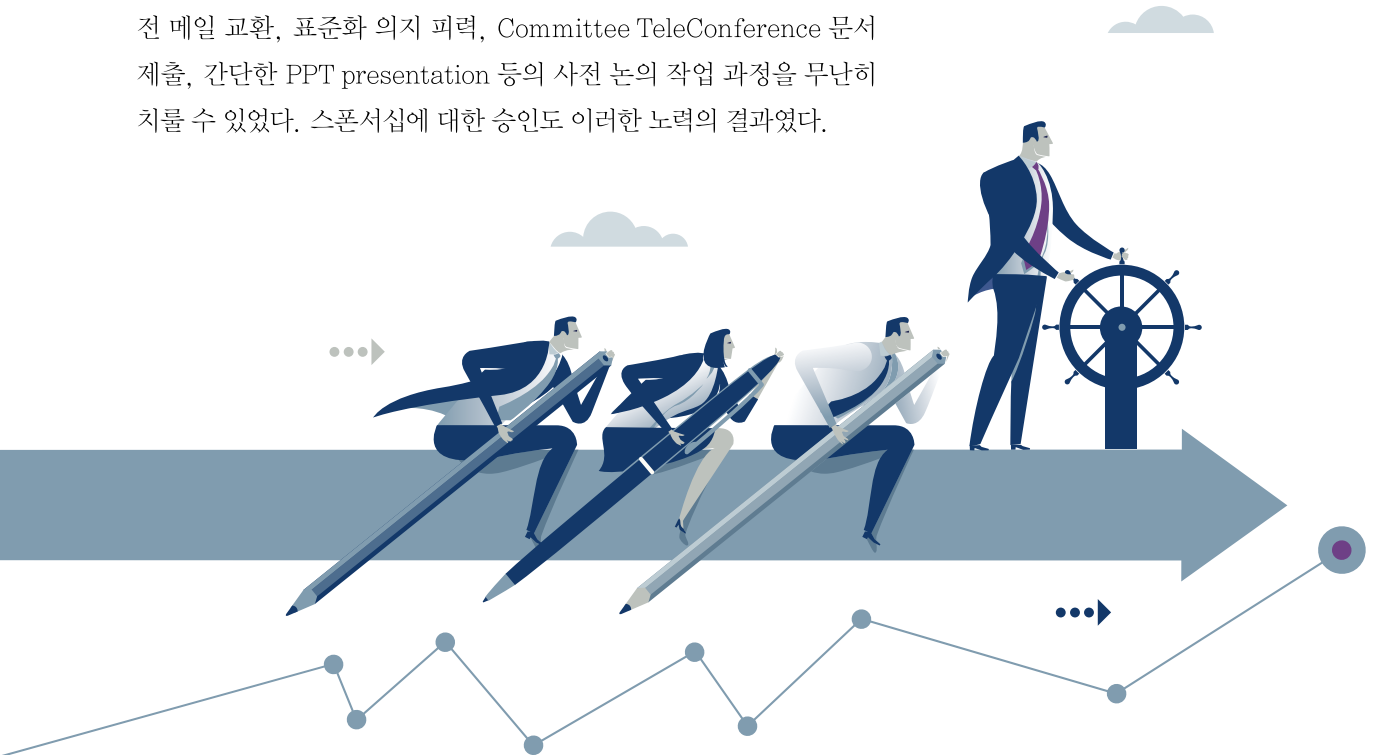 전 메일 교환, 표준화 의지 피력, Committee TeleConference 문서
제출, 간단한 PPT presentation 등의 사전 논의 작업 과정을 무난히
치룰 수 있었다. 스폰서십에 대한 승인도 이러한 노력의 결과였다.